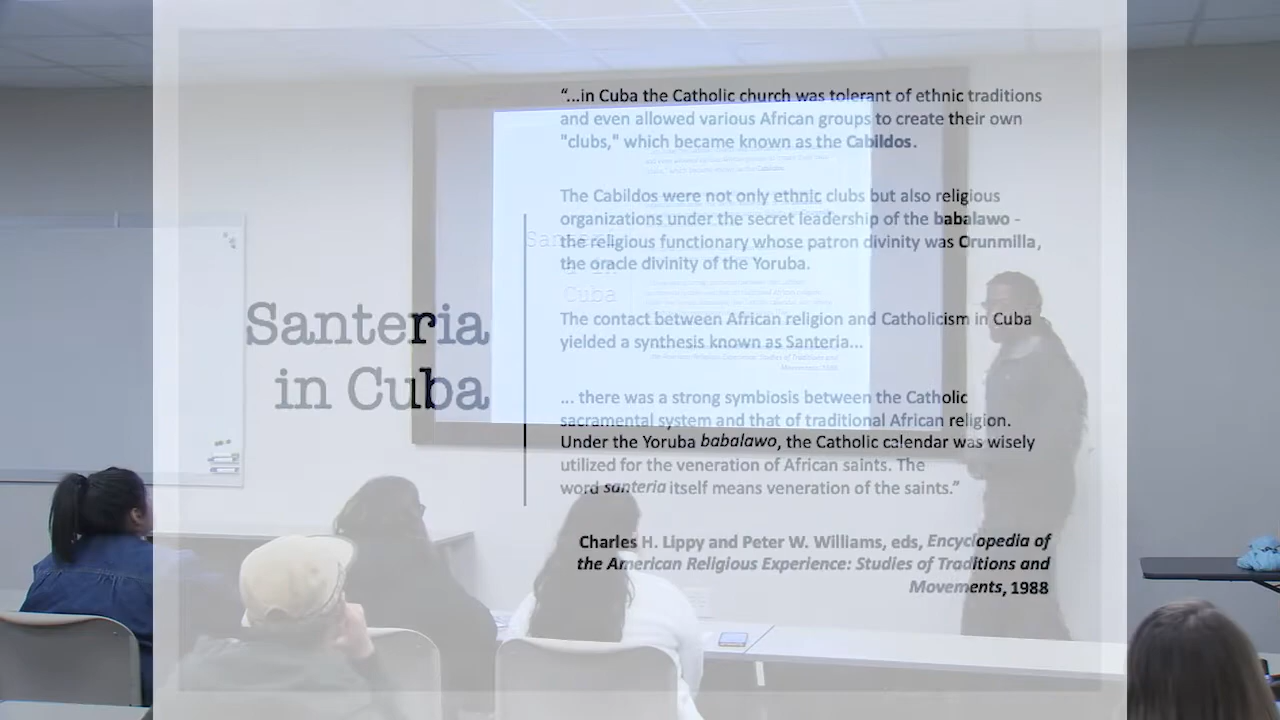 Santeria
in Cuba
“...in Cuba the Catholic church was tolerant of ethnic traditions
and even allowed various African groups to create their own
"clubs," which became known as the Cabildos.
The Cabildos were not only ethnic clubs but also religious
organizations under the secret leadership of the babalawo -
the religious functionary whose patron divinity was Orunmilla,
the oracle divinity of the Yoruba.
The contact between African religion and Catholicism in Cuba
yielded a synthesis known as Santeria...
... there was a strong symbiosis between the Catholic
sacramental system and that of traditional African religion.
Under the Yoruba babalawo, the Catholic calendar was wisely
utilized for the veneration of African saints. The
word santeria itself means veneration of the saints.”
Charles H. Lippy and Peter W. Williams, eds, Encyclopedia of
the American Religious Experience: Studies of Traditions and
Movements, 1988